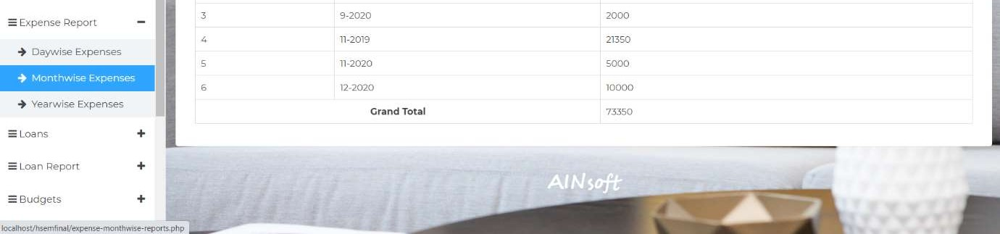 Expense Report
Daywise Expenses
Monthwise Expenses
Yearwise Expenses
Loans
Loan Report
Budgets
3 9-2020 2000
4 11-2019 21350
5 11-2020 5000
6 12-2020 10000
Grand Total 73350
AINsoft
localhost/hsemfinal/expense-monthwise-reports.php